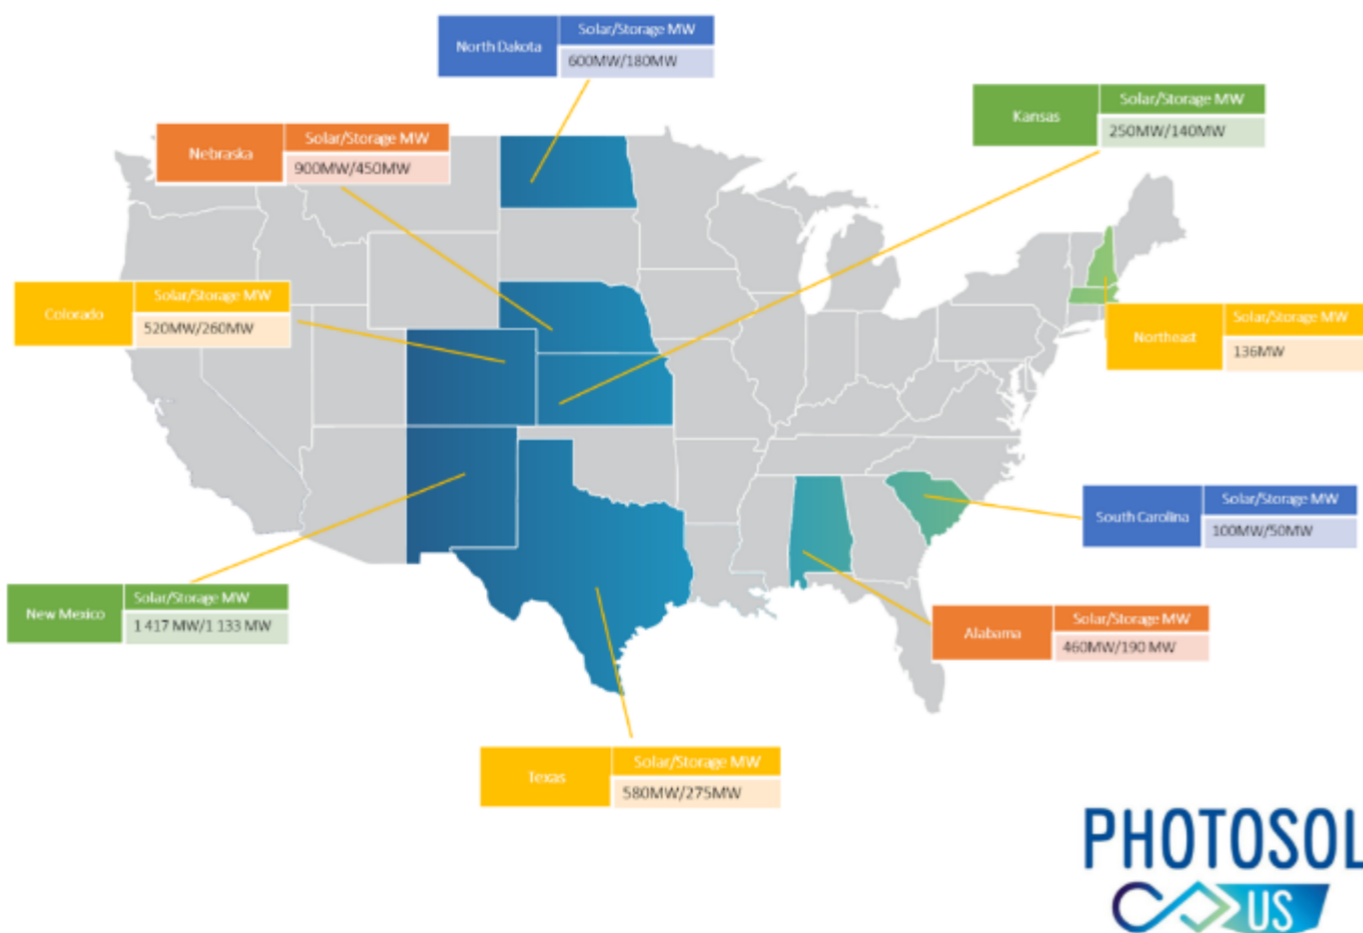 North Dakota
Solar/Storage MW
600MW/180MW
Kansas
Solar/Storage MW
250MW/140MW
Nebraska
Solar/Storage MW
900MW/450MW
Colorado
Solar/Storage MW
520MW/260MW
Northeast
Solar/Storage MW
136MW
South Carolina
Solar/Storage MW
100MW/50MW
New Mexico
Solar/Storage MW
1 417 MW/1 133 MW
Alabama
Solar/Storage MW
460MW/190 MW
Texas
Solar/Storage MW
580MW/275MW
PHOTOSOL
US